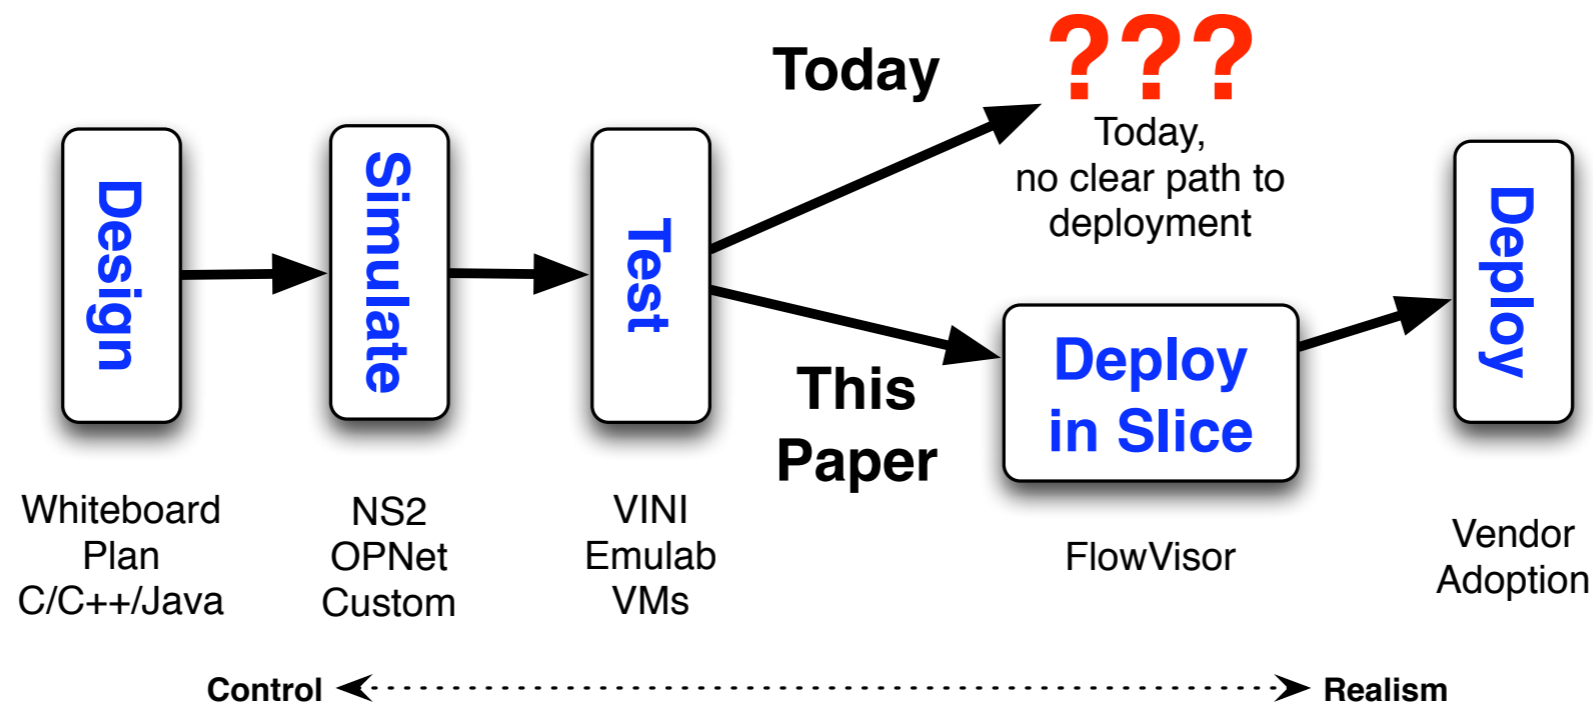 Today
???
Today,
no clear path to
deployment
Design
Simulate
Test
This
Paper
Deploy
in Slice
Deploy
Whiteboard
Plan
C/C++/Java
NS2
OPNet
Custom
VINI
Emulab
VMs
FlowVisor
Vendor
Adoption
Control
Realism